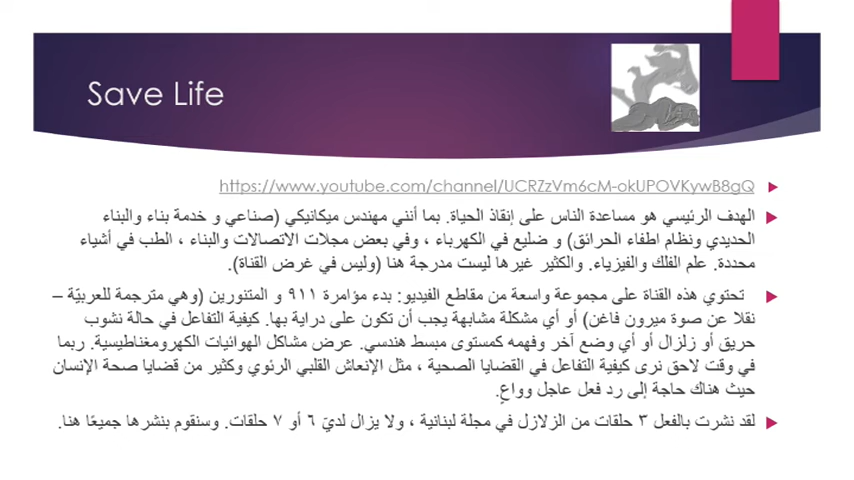 Save Life
https://www.youtube.com/channel/UCRZzVm6cM-okUPOVKywB8gQ
الهدف الرئيسي هو مساعدة الناس على إنقاذ الحياة. بما أنني مهندس ميكانيكي (صناعي و خدمة بناء والبناء
الحديدي ونظام اطفاء الحرائق) و ضليع في الكهرباء ، وفي بعض مجلات الاتصالات والبناء ، الطب في أشياء
محددة. علم الفلك والفيزياء. والكثير غيرها ليست مدرجة هنا (وليس في غرض القناة).
تحتوي هذه القناة على مجموعة واسعة من مقاطع الفيديو: بدء مؤامرة ٩١١ و المتنورين (وهي مترجمة للعربيّة –
نقلا عن صوة ميرون فاغن) أو أي مشكلة مشابهة يجب أن تكون على دراية بها. كيفية التفاعل في حالة نشوب
حريق أو زلزال أو أي وضع آخر وفهمه كمستوى مبسط هندسي. عرض مشاكل الهوائيات الكهرومغناطيسية. ربما
في وقت لاحق نرى كيفية التفاعل في القضايا الصحية ، مثل الإنعاش القلبي الرئوي وكثير من قضايا صحة الإنسان
حيث هناك حاجة إلى رد فعل عاجل وواعٍ.
لقد نشرت بالفعل ٣ حلقات من الزلازل في مجلة لبنانية ، ولا يزال لديّ ٦ أو ٧ حلقات. وسنقوم بنشرها جميعًا هنا.